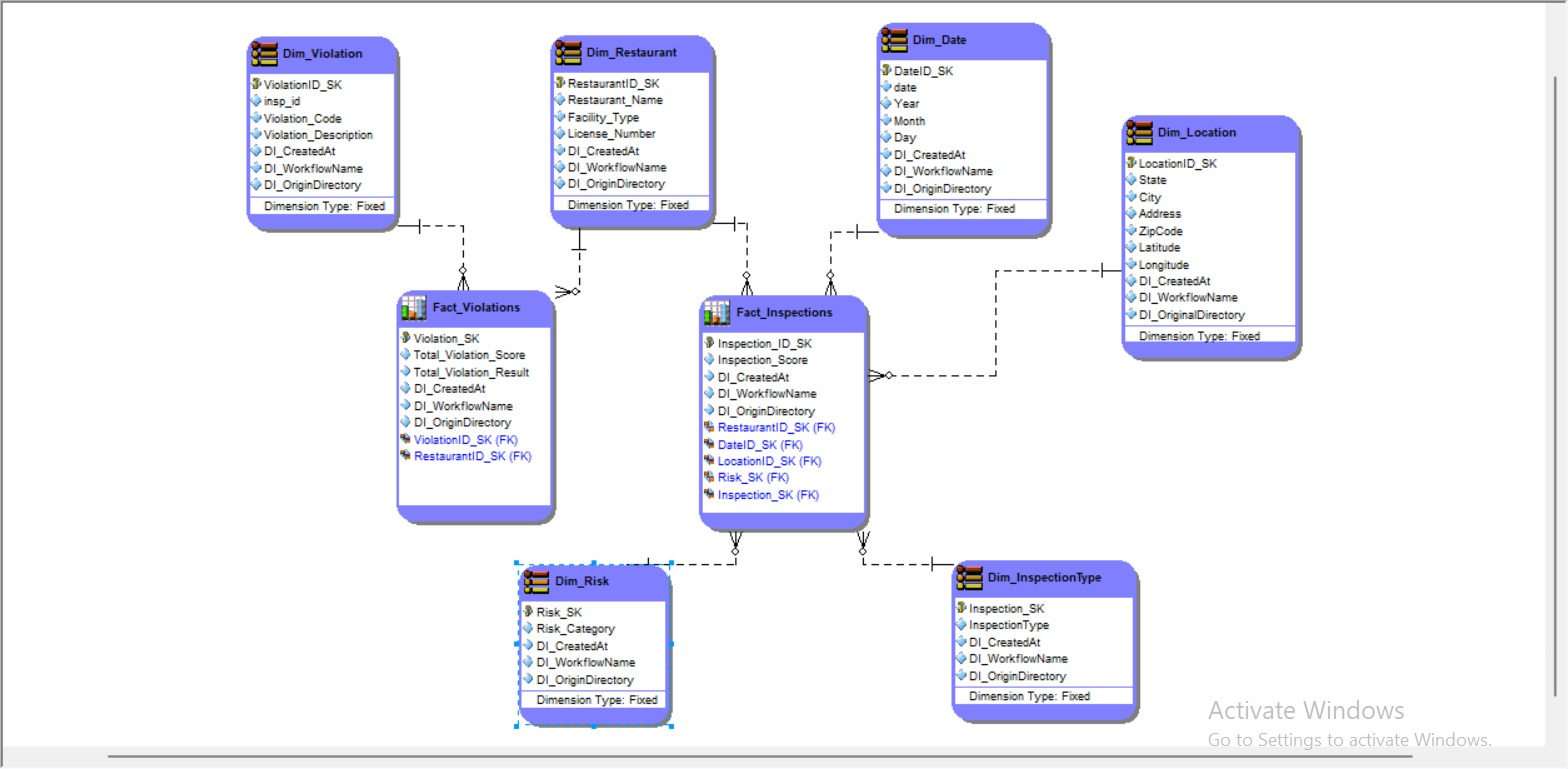 Dim_Violation
ViolationID_SK
insp_id
Violation_Code
Violation_Description
DI_CreatedAt
DI_WorkflowName
DI_OriginDirectory
Dimension Type: Fixed
Dim_Restaurant
RestaurantID_SK
Restaurant_Name
Facility_Type
License_Number
DI_CreatedAt
DI_WorkflowName
DI_OriginDirectory
Dimension Type: Fixed
Dim_Date
DateID_SK
date
Year
Month
Day
DI_CreatedAt
DI_WorkflowName
DI_OriginDirectory
Dimension Type: Fixed
Dim_Location
LocationID_SK
State
City
Address
ZipCode
Latitude
Longitude
DI_CreatedAt
DI_WorkflowName
DI_OriginalDirectory
Dimension Type: Fixed
Fact_Violations
Violation_SK
Total_Violation_Score
Total_Violation_Result
DI_CreatedAt
DI_WorkflowName
DI_OriginDirectory
ViolationID_SK (FK)
RestaurantID_SK (FK)
Fact_Inspections
Inspection_ID_SK
Inspection_Score
DI_CreatedAt
DI_WorkflowName
DI_OriginDirectory
RestaurantID_SK (FK)
DateID_SK (FK)
LocationID_SK (FK)
Risk_SK (FK)
Inspection_SK (FK)
Dim_Risk
Risk_SK
Risk_Category
DI_CreatedAt
DI_WorkflowName
DI_OriginDirectory
Dimension Type: Fixed
Dim_InspectionType
Inspection_SK
InspectionType
DI_CreatedAt
DI_WorkflowName
DI_OriginDirectory
Dimension Type: Fixed
Activate Windows
Go to Settings to activate Windows.